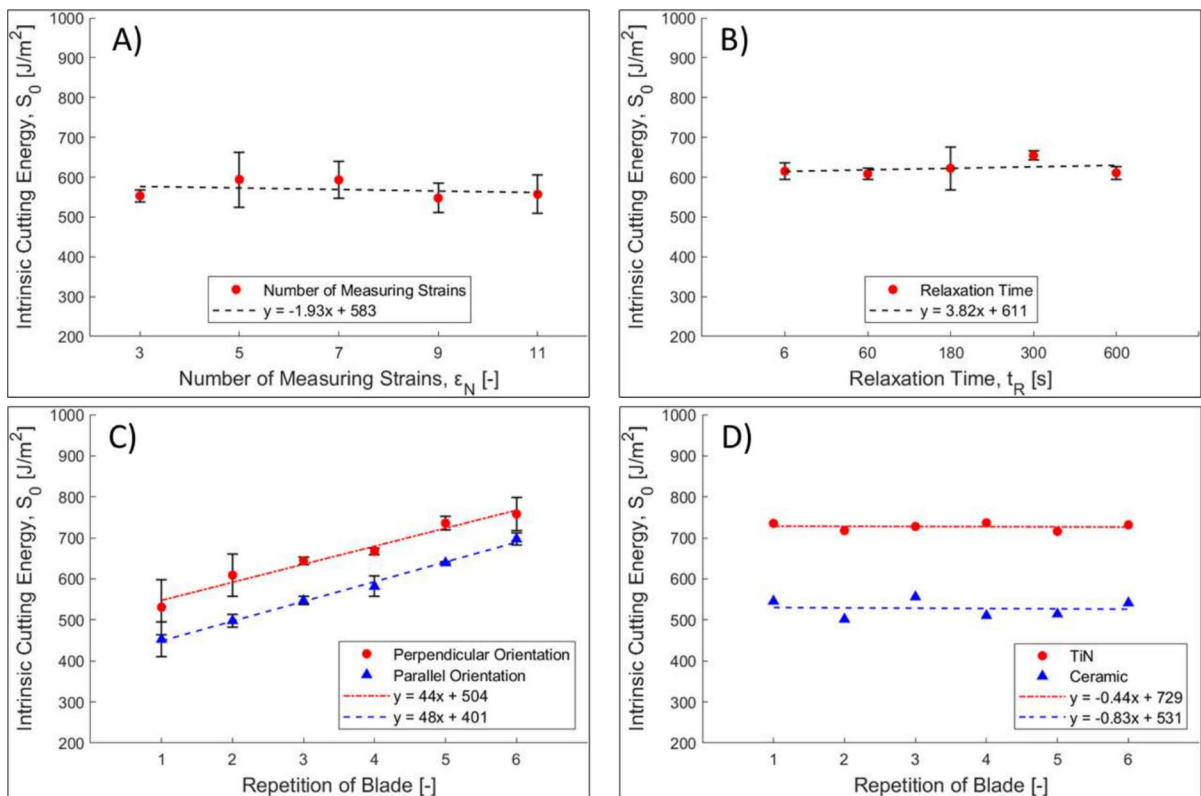 A)
Intrinsic Cutting Energy, S_0 [J/m²]
1000
900
800
700
600
500
400
300
200
Number of Measuring Strains
y = -1.93x + 583
3 5 7 9 11
Number of Measuring Strains, ε_N [-]
B)
Intrinsic Cutting Energy, S_0 [J/m²]
1000
900
800
700
600
500
400
300
200
Relaxation Time
y = 3.82x + 611
6 60 180 300 600
Relaxation Time, t_R [s]
C)
Intrinsic Cutting Energy, S_0 [J/m²]
1000
900
800
700
600
500
400
300
200
Perpendicular Orientation
Parallel Orientation
y = 44x + 504
y = 48x + 401
1 2 3 4 5 6
Repetition of Blade [-]
D)
Intrinsic Cutting Energy, S_0 [J/m²]
1000
900
800
700
600
500
400
300
200
TiN
Ceramic
y = -0.44x + 729
y = -0.83x + 531
1 2 3 4 5 6
Repetition of Blade [-]